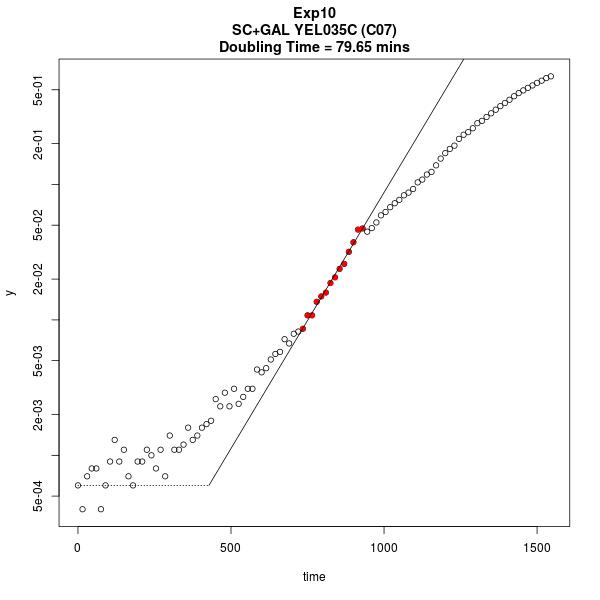 Exp10
SC+GAL YEL035C (C07)
Doubling Time = 79.65 mins
5e-01
2e-01
5e-02
2e-02
5e-03
2e-03
5e-04
y
0 500 1000 1500
time